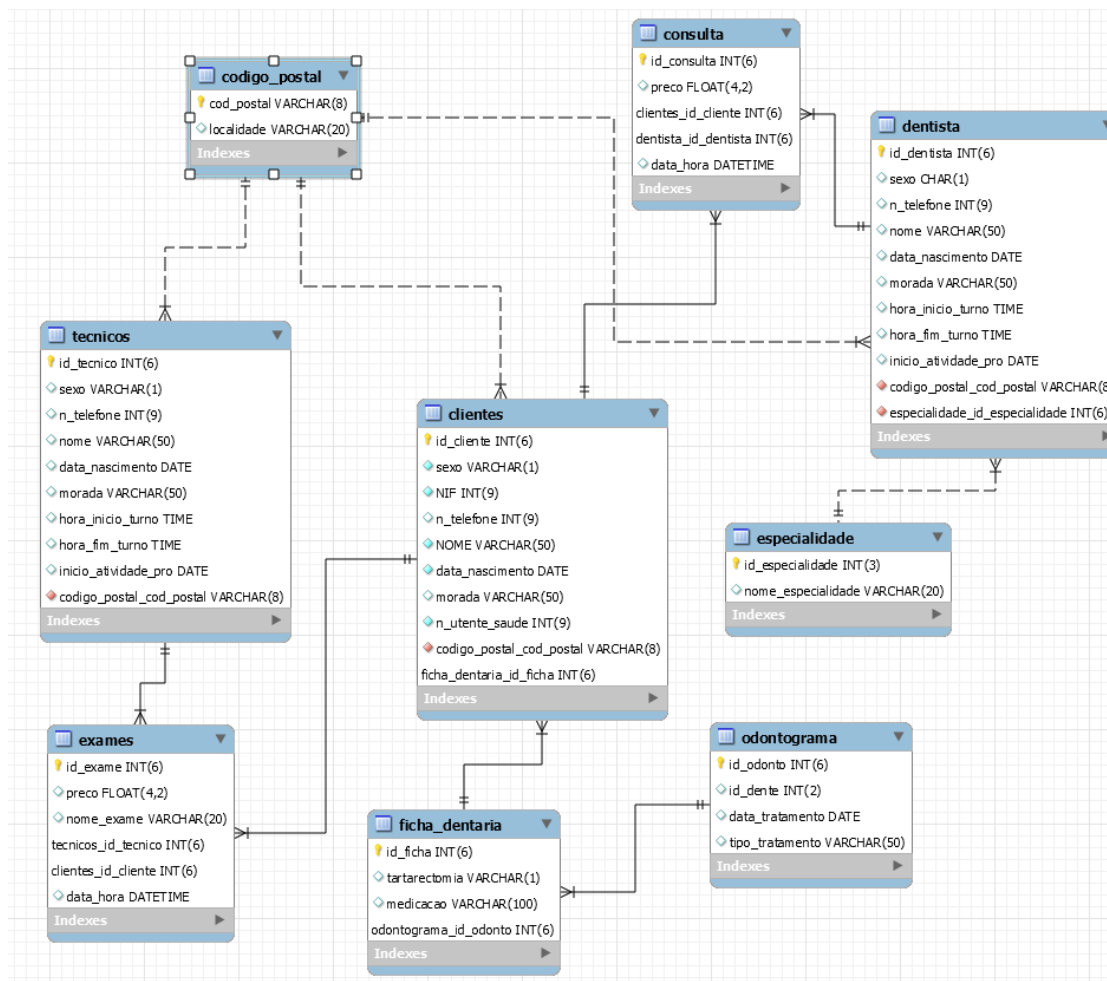 codigo_postal
cod_postal VARCHAR(8)
localidade VARCHAR(20)
Indexes
consulta
id_consulta INT(6)
preco FLOAT(4,2)
clientes_id_cliente INT(6)
dentista_id_dentista INT(6)
data_hora DATETIME
Indexes
dentista
id_dentista INT(6)
sexo CHAR(1)
n_telefone INT(9)
nome VARCHAR(50)
data_nascimento DATE
morada VARCHAR(50)
hora_inicio_turno TIME
hora_fim_turno TIME
inicio_atividade_pro DATE
codigo_postal_cod_postal VARCHAR(8
especialidade_id_especialidade INT(6)
Indexes
tecnicos
id_tecnico INT(6)
sexo VARCHAR(1)
n_telefone INT(9)
nome VARCHAR(50)
data_nascimento DATE
morada VARCHAR(50)
hora_inicio_turno TIME
hora_fim_turno TIME
inicio_atividade_pro DATE
codigo_postal_cod_postal VARCHAR(8)
Indexes
clientes
id_cliente INT(6)
sexo VARCHAR(1)
NIF INT(9)
n_telefone INT(9)
NOME VARCHAR(50)
data_nascimento DATE
morada VARCHAR(50)
n_utente_saude INT(9)
codigo_postal_cod_postal VARCHAR(8)
ficha_dentaria_id_ficha INT(6)
Indexes
especialidade
id_especialidade INT(3)
nome_especialidade VARCHAR(20)
Indexes
exames
id_exame INT(6)
preco FLOAT(4,2)
nome_exame VARCHAR(20)
tecnicos_id_tecnico INT(6)
clientes_id_cliente INT(6)
data_hora DATETIME
Indexes
ficha_dentaria
id_ficha INT(6)
tartarectomia VARCHAR(1)
medicacao VARCHAR(100)
odontograma_id_odonto INT(6)
Indexes
odontograma
id_odonto INT(6)
id_dente INT(2)
data_tratamento DATE
tipo_tratamento VARCHAR(50)
Indexes